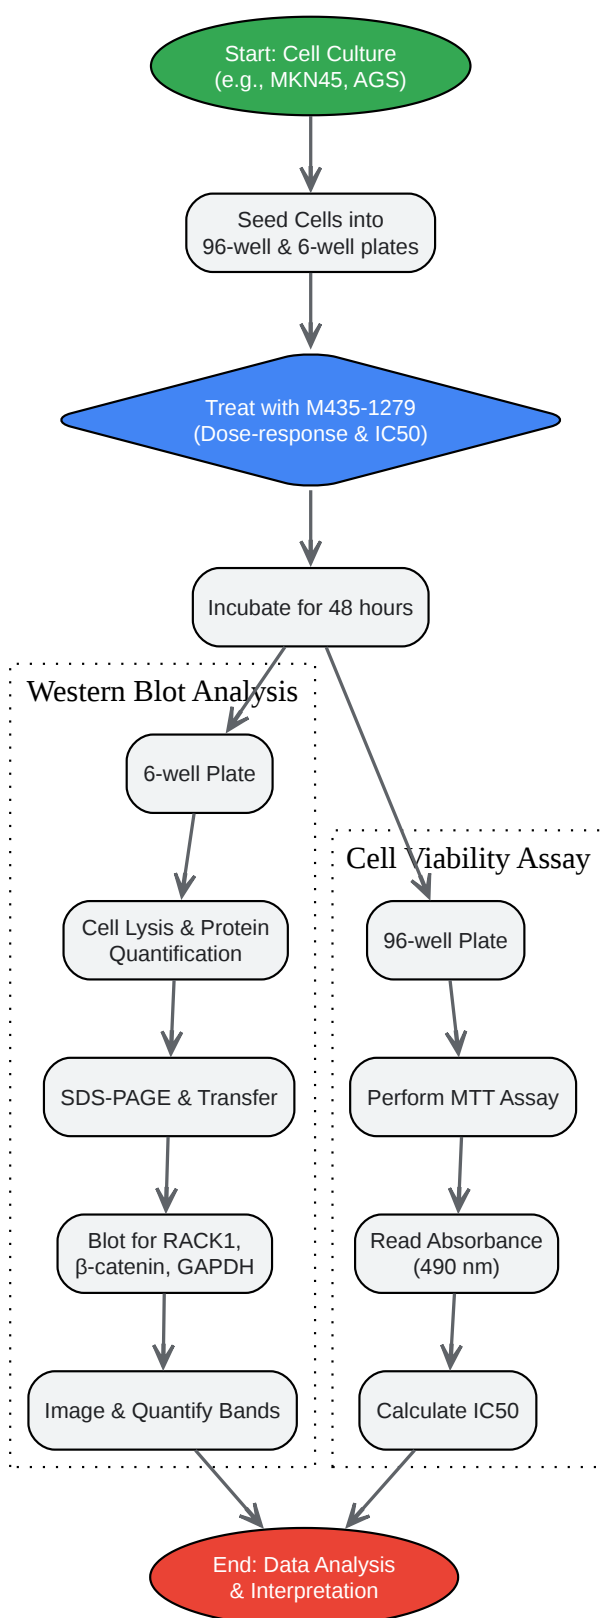 Start: Cell Culture
(e.g., MKN45, AGS)
Seed Cells into
96-well & 6-well plates
Treat with M435-1279
(Dose-response & IC50)
Incubate for 48 hours
Western Blot Analysis
6-well Plate
Cell Lysis & Protein
Quantification
SDS-PAGE & Transfer
Blot for RACK1,
β-catenin, GAPDH
Image & Quantify Bands
Cell Viability Assay
96-well Plate
Perform MTT Assay
Read Absorbance
(490 nm)
Calculate IC50
End: Data Analysis
& Interpretation